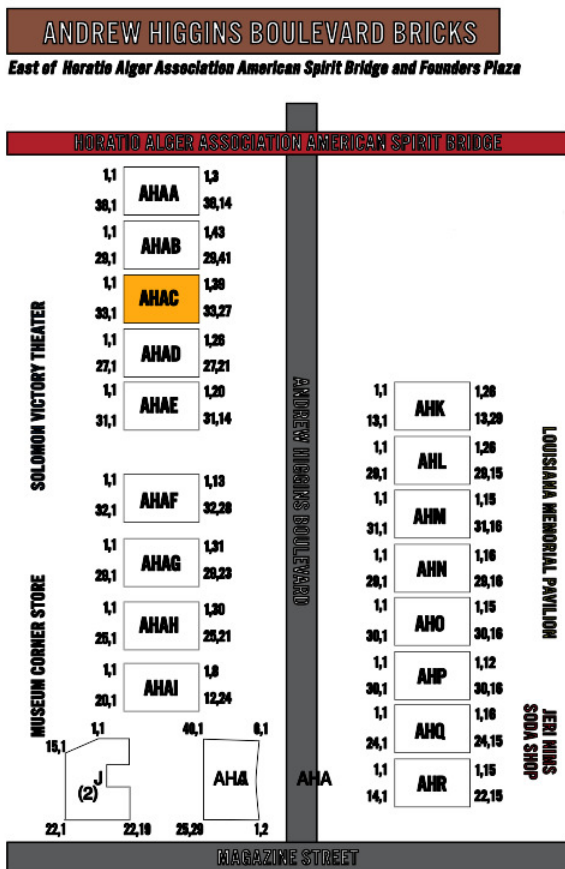 ANDREW HIGGINS BOULEVARD BRICKS
East of Horatio Alger Association American Spirit Bridge and Founders Plaza
HORATIO ALGER ASSOCIATION AMERICAN SPIRIT BRIDGE
1,1 AHAA 1,3
38,1 38,14
1,1 AHAB 1,43
29,1 29,41
1,1 AHAC 1,39
33,1 33,27
1,1 AHAD 1,26
27,1 27,21
1,1 AHAE 1,20
31,1 31,14
SOLOMON VICTORY THEATER
1,1 AHAF 1,13
32,1 32,28
1,1 AHAG 1,31
29,1 29,23
1,1 AHAH 1,30
25,1 25,21
1,1 AHAI 1,8
20,1 12,24
MUSEUM CORNER STORE
1,1
15,1
J
(2)
22,1 22,19
40,1 6,1
AHA
25,29 1,2
AHA
ANDREW HIGGINS BOULEVARD
1,1 AHK 1,26
13,1 13,29
1,1 AHL 1,26
29,1 29,15
1,1 AHM 1,15
31,1 31,16
1,1 AHN 1,16
29,1 29,16
1,1 AHO 1,15
30,1 30,16
1,1 AHP 1,12
30,1 30,16
1,1 AHQ 1,16
24,1 24,15
1,1 AHR 1,15
14,1 22,15
LOUISIANA MEMORIAL PAVILION
JERI NIMS
SODA SHOP
MAGAZINE STREET